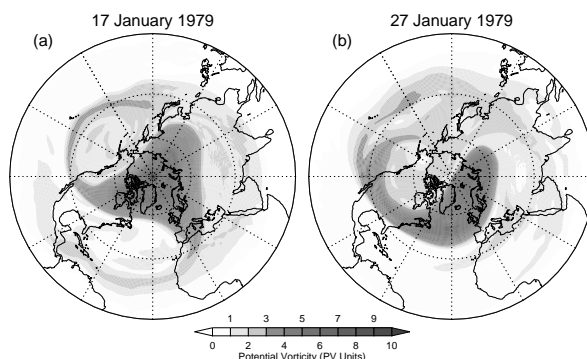 17 January 1979
27 January 1979
(a)
(b)
1 3 5 7 9
0 2 4 6 8 10
Potential Vorticity (PV Units)